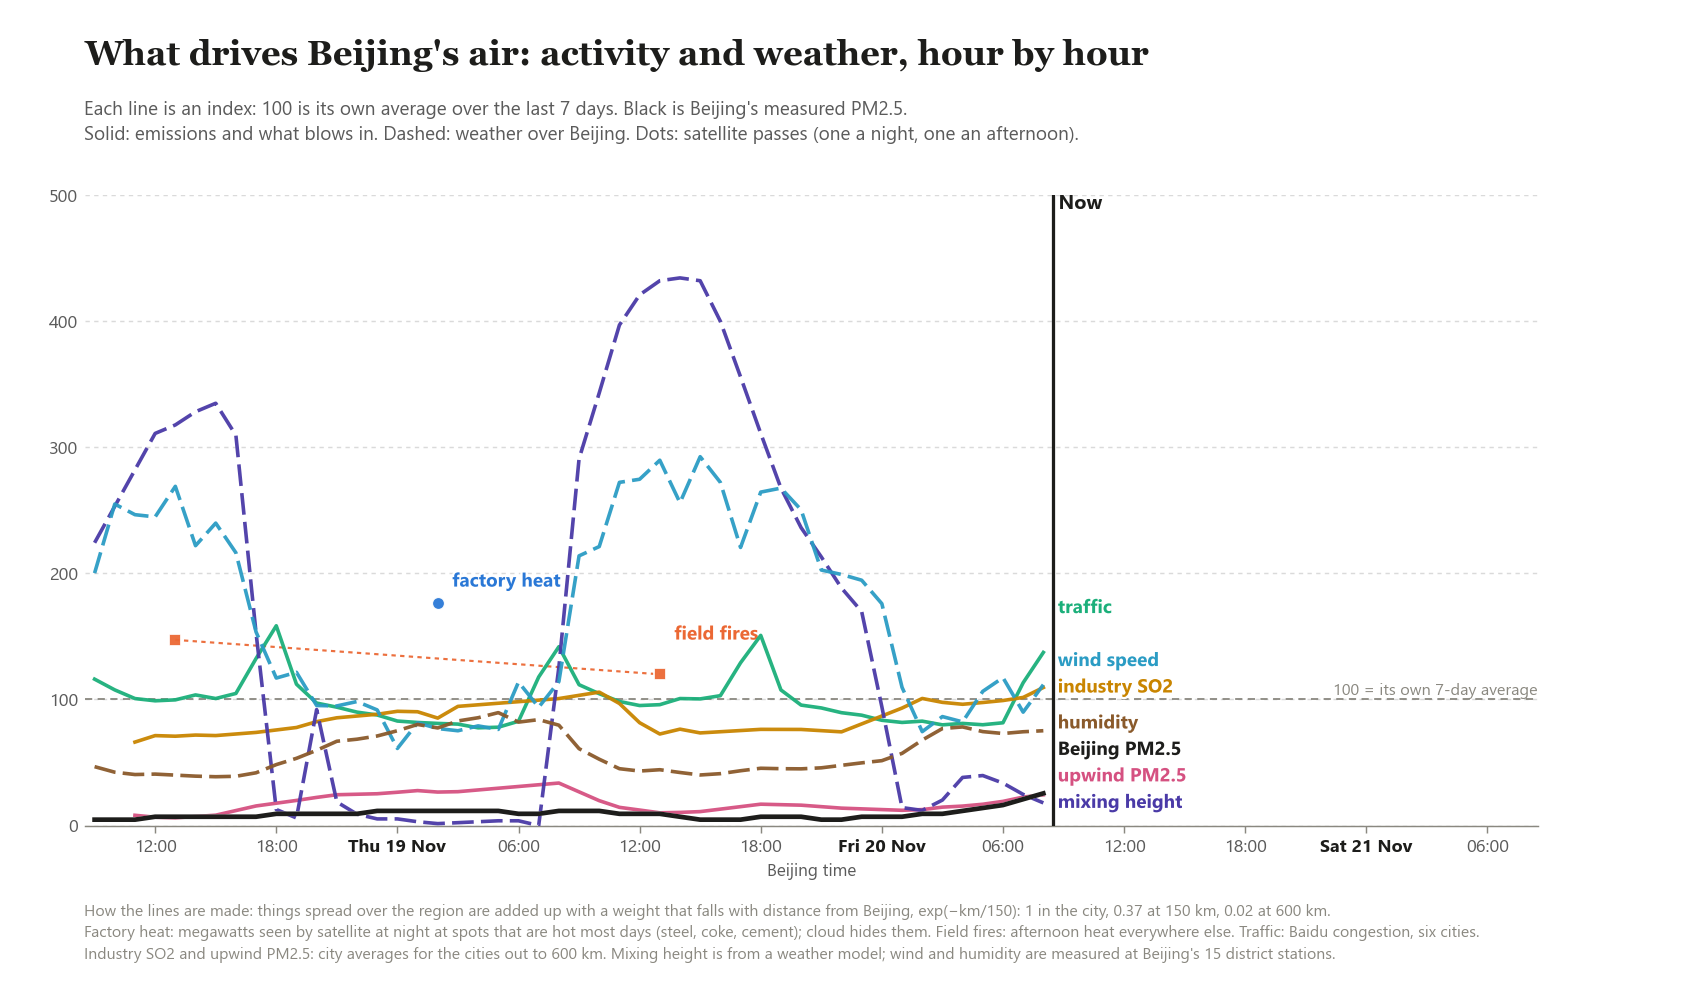 What drives Beijing's air: activity and weather, hour by hour
Each line is an index: 100 is its own average over the last 7 days. Black is Beijing's measured PM2.5.
Solid: emissions and what blows in. Dashed: weather over Beijing. Dots: satellite passes (one a night, one an afternoon).
500
Now
400
300
200
factory heat
traffic
field fires
wind speed
industry SO2
100 = its own 7-day average
100
humidity
Beijing PM2.5
upwind PM2.5
mixing height
0
12:00 18:00 Thu 19 Nov 06:00 12:00 18:00 Fri 20 Nov 06:00 12:00 18:00 Sat 21 Nov 06:00
Beijing time
How the lines are made: things spread over the region are added up with a weight that falls with distance from Beijing, exp(−km/150): 1 in the city, 0.37 at 150 km, 0.02 at 600 km.
Factory heat: megawatts seen by satellite at night at spots that are hot most days (steel, coke, cement); cloud hides them. Field fires: afternoon heat everywhere else. Traffic: Baidu congestion, six cities.
Industry SO2 and upwind PM2.5: city averages for the cities out to 600 km. Mixing height is from a weather model; wind and humidity are measured at Beijing's 15 district stations.